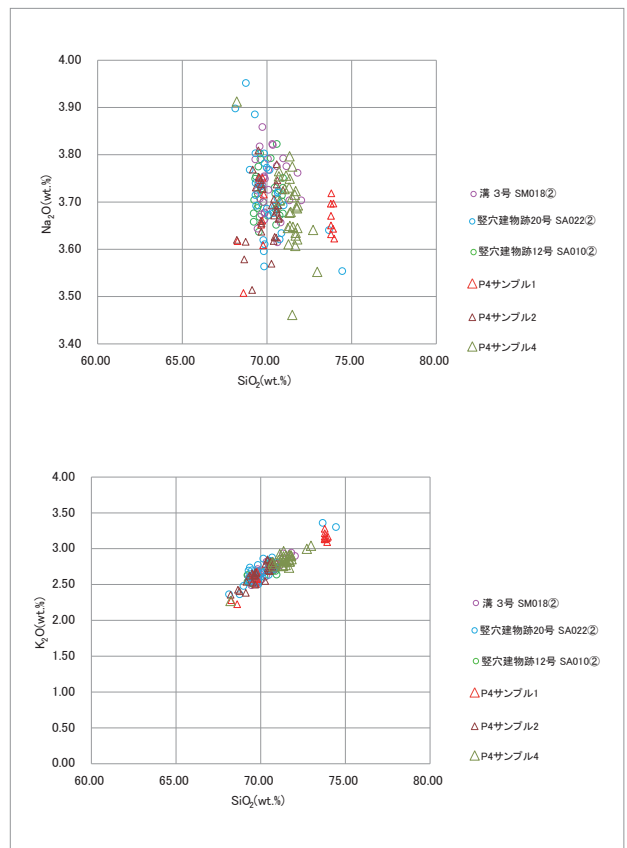 4.00
3.90
3.80
3.70
3.60
3.50
3.40
Na₂O(wt.%)
60.00 65.00 70.00 75.00 80.00
SiO₂(wt.%)
溝 3号 SM018②
竪穴建物跡20号 SA022②
竪穴建物跡12号 SA010②
P4サンプル1
P4サンプル2
P4サンプル4
4.00
3.50
3.00
2.50
2.00
1.50
1.00
0.50
0.00
K₂O(wt.%)
60.00 65.00 70.00 75.00 80.00
SiO₂(wt.%)
溝 3号 SM018②
竪穴建物跡20号 SA022②
竪穴建物跡12号 SA010②
P4サンプル1
P4サンプル2
P4サンプル4